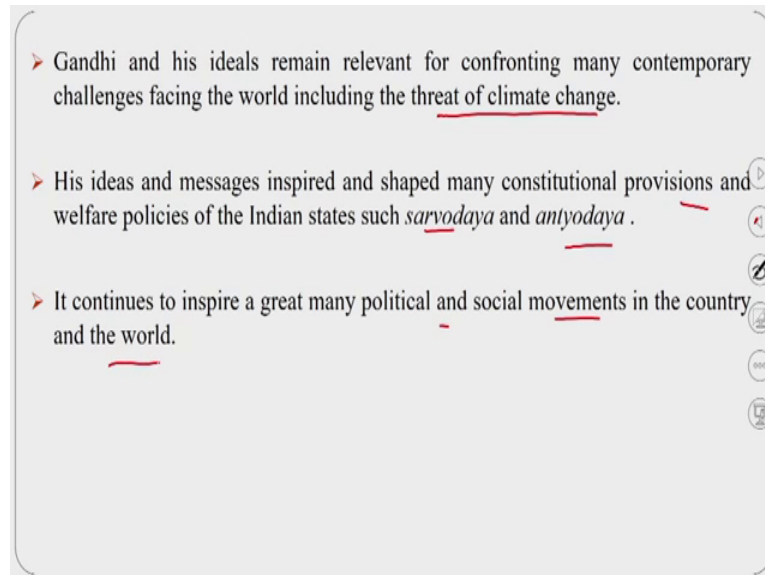 Gandhi and his ideals remain relevant for confronting many contemporary
challenges facing the world including the threat of climate change.
His ideas and messages inspired and shaped many constitutional provisions and
welfare policies of the Indian states such sarvodaya and antyodaya .
It continues to inspire a great many political and social movements in the country
and the world.